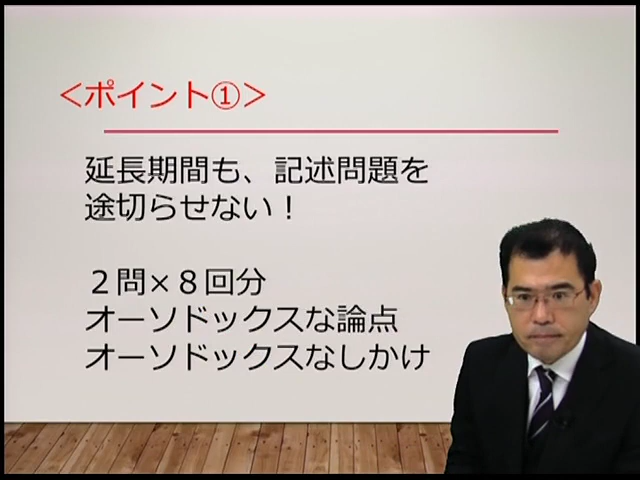 ＜ポイント①＞
延長期間も、記述問題を
途切らせない！
２問×８回分
オーソドックスな論点
オーソドックスなしかけ